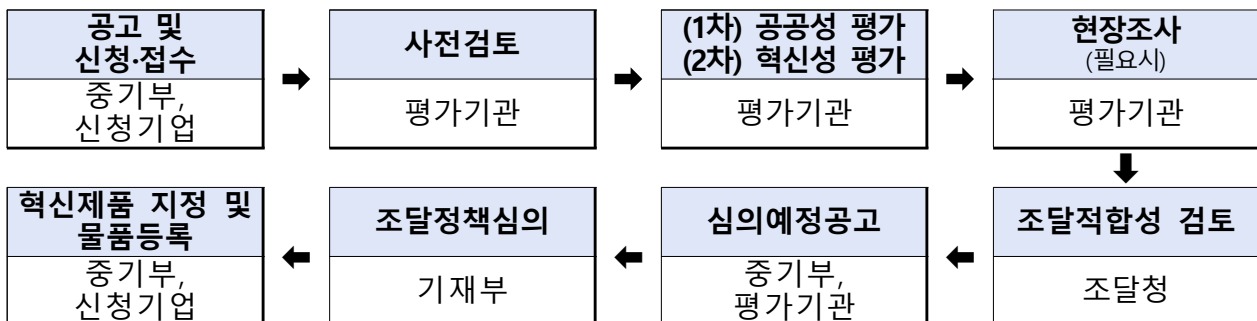 공고 및
신청·접수
중기부,
신청기업
사전검토
평가기관
(1차) 공공성 평가
(2차) 혁신성 평가
평가기관
현장조사
(필요시)
평가기관
조달적합성 검토
조달청
심의예정공고
중기부,
평가기관
조달정책심의
기재부
혁신제품 지정 및
물품등록
중기부,
신청기업